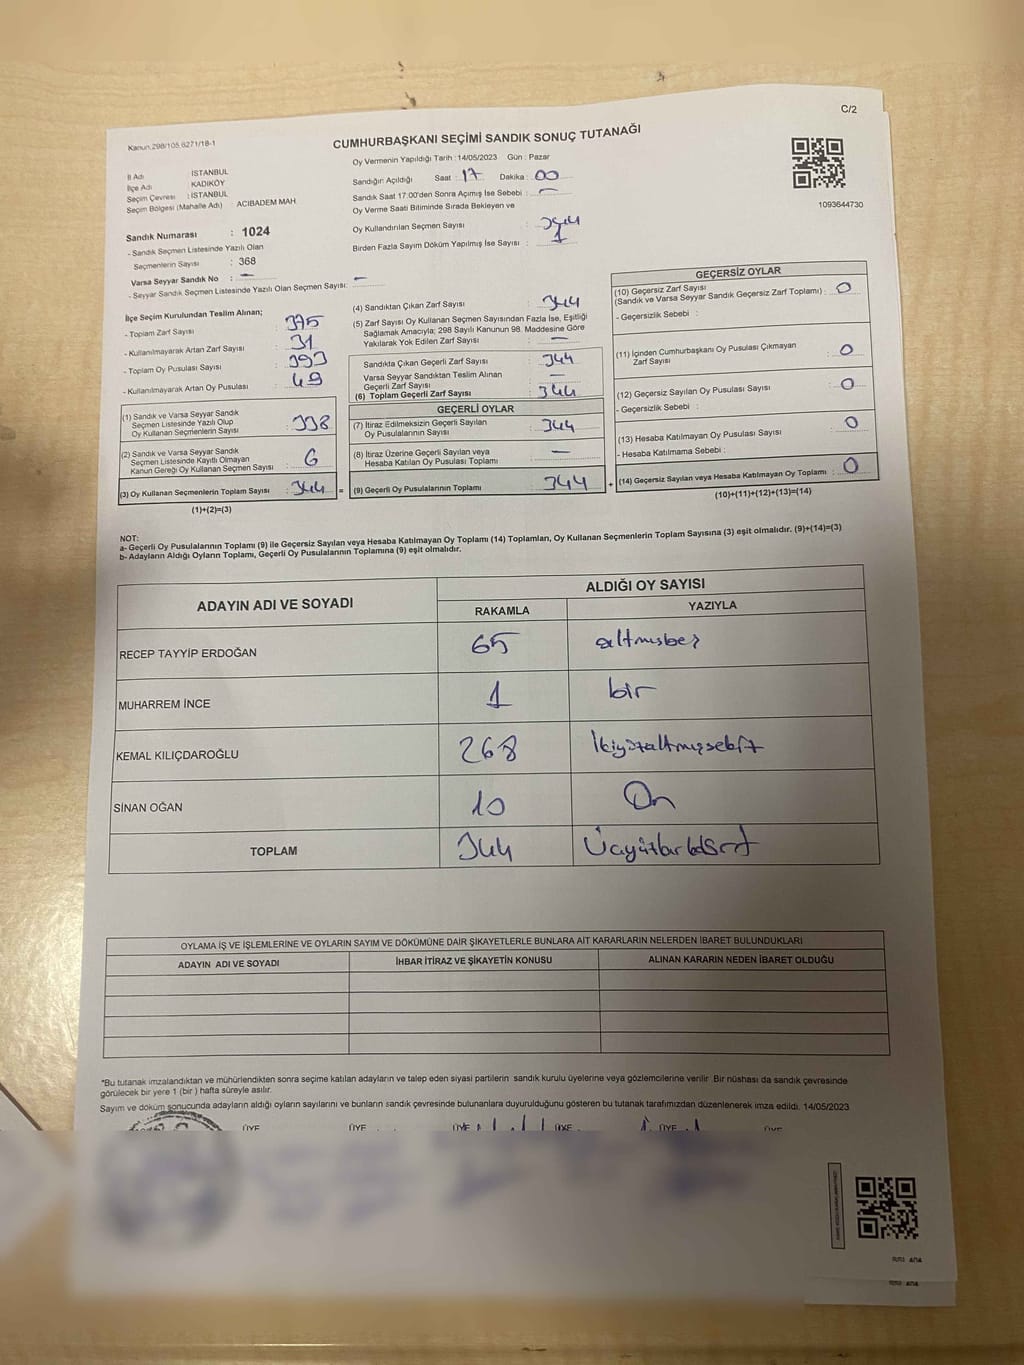 C/2
Kanun 298/105.6271/18-1
CUMHURBAŞKANI SEÇİMİ SANDIK SONUÇ TUTANAĞI
İl Adı : İSTANBUL
İlçe Adı : KADIKÖY
Seçim Çevresi : İSTANBUL
Seçim Bölgesi (Mahalle Adı) : ACIBADEM MAH
Sandık Numarası : 1024
- Sandık Seçmen Listesinde Yazılı Olan
Seçmenlerin Sayısı : 368
Varsa Seyyar Sandık No : —
- Seyyar Sandık Seçmen Listesinde Yazılı Olan Seçmen Sayısı: —
Oy Vermenin Yapıldığı Tarih : 14/05/2023 Gün : Pazar
Sandığın Açıldığı Saat : 17 Dakika : 00
Sandık Saat 17:00'den Sonra Açımış İse Sebebi : —
Oy Verme Saati Bitiminde Sırada Bekleyen ve
Oy Kullandırılan Seçmen Sayısı : 344
Birden Fazla Sayım Döküm Yapılmış İse Sayısı : 1
1093644730
İlçe Seçim Kurulundan Teslim Alınan;
- Toplam Zarf Sayısı : 375
- Kullanılmayarak Artan Zarf Sayısı : 31
- Toplam Oy Pusulası Sayısı : 393
- Kullanılmayarak Artan Oy Pusulası : 49
(1) Sandık ve Varsa Seyyar Sandık
Seçmen Listesinde Yazılı Olup
Oy Kullanan Seçmenlerin Sayısı : 338
(2) Sandık ve Varsa Seyyar Sandık
Seçmen Listesinde Kayıtlı Olmayan
Kanun Gereği Oy Kullanan Seçmen Sayısı : 6
(3) Oy Kullanan Seçmenlerin Toplam Sayısı : 344 =
(1)+(2)=(3)
(4) Sandıktan Çıkan Zarf Sayısı : 344
(5) Zarf Sayısı Oy Kullanan Seçmen Sayısından Fazla İse, Eşitliği
Sağlamak Amacıyla; 298 Sayılı Kanunun 98. Maddesine Göre
Yakılarak Yok Edilen Zarf Sayısı : —
Sandıkta Çıkan Geçerli Zarf Sayısı : 344
Varsa Seyyar Sandıktan Teslim Alınan
Geçerli Zarf Sayısı : —
(6) Toplam Geçerli Zarf Sayısı : 344
GEÇERLİ OYLAR
(7) İtiraz Edilmeksizin Geçerli Sayılan
Oy Pusulalarının Sayısı : 344
(8) İtiraz Üzerine Geçerli Sayılan veya
Hesaba Katılan Oy Pusulası Toplamı : —
(9) Geçerli Oy Pusulalarının Toplamı : 344 +
GEÇERSİZ OYLAR
(10) Geçersiz Zarf Sayısı
(Sandık ve Varsa Seyyar Sandık Geçersiz Zarf Toplamı) : 0
- Geçersizlik Sebebi :
(11) İçinden Cumhurbaşkanı Oy Pusulası Çıkmayan
Zarf Sayısı : 0
(12) Geçersiz Sayılan Oy Pusulası Sayısı : 0
- Geçersizlik Sebebi :
(13) Hesaba Katılmayan Oy Pusulası Sayısı : 0
- Hesaba Katılmama Sebebi :
(14) Geçersiz Sayılan veya Hesaba Katılmayan Oy Toplamı : 0
(10)+(11)+(12)+(13)=(14)
NOT:
a- Geçerli Oy Pusulalarının Toplamı (9) ile Geçersiz Sayılan veya Hesaba Katılmayan Oy Toplamı (14) Toplamları, Oy Kullanan Seçmenlerin Toplam Sayısına (3) eşit olmalıdır. (9)+(14)=(3)
b- Adayların Aldığı Oyların Toplamı, Geçerli Oy Pusulalarının Toplamına (9) eşit olmalıdır.
ADAYIN ADI VE SOYADI ALDIĞI OY SAYISI
RAKAMLA YAZIYLA
RECEP TAYYİP ERDOĞAN 65 altmışbeş
MUHARREM İNCE 1 bir
KEMAL KILIÇDAROĞLU 268 İkiyüzaltmışsekiz
SİNAN OĞAN 10 On
TOPLAM 344 Üçyüzkırkdört
OYLAMA İŞ VE İŞLEMLERİNE VE OYLARIN SAYIM VE DÖKÜMÜNE DAİR ŞİKAYETLERLE BUNLARA AİT KARARLARIN NELERDEN İBARET BULUNDUKLARI
ADAYIN ADI VE SOYADI İHBAR İTİRAZ VE ŞİKAYETİN KONUSU ALINAN KARARIN NEDEN İBARET OLDUĞU
*Bu tutanak imzalandıktan ve mühürlendikten sonra seçime katılan adayların ve talep eden siyasi partilerin sandık kurulu üyelerine veya gözlemcilerine verilir Bir nüshası da sandık çevresinde
görülecek bir yere 1 (bir ) hafta süreyle asılır.
Sayım ve döküm sonucunda adayların aldığı oyların sayılarını ve bunların sandık çevresinde bulunanlara duyurulduğunu gösteren bu tutanak tarafımızdan düzenlenerek imza edildi. 14/05/2023
ÜYE ÜYE ÜYE ÜYE ÜYE ÜYE